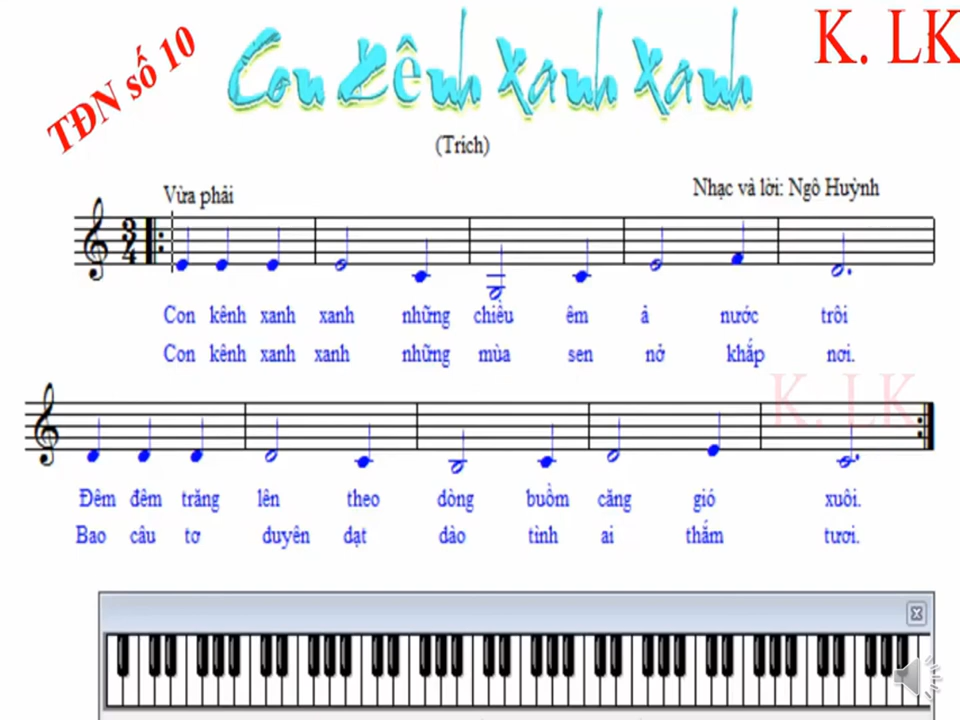 TĐN số 10
Con Kênh Xanh Xanh
K. LK
(Trích)
Vừa phải
Nhạc và lời: Ngô Huỳnh
3
4
Con kênh xanh xanh những chiều êm ả nước trôi
Con kênh xanh xanh những mùa sen nở khắp nơi.
K. LK
Đêm đêm trăng lên theo dòng buồm căng gió xuôi.
Bao câu tơ duyên dạt dào tình ai thắm tươi.